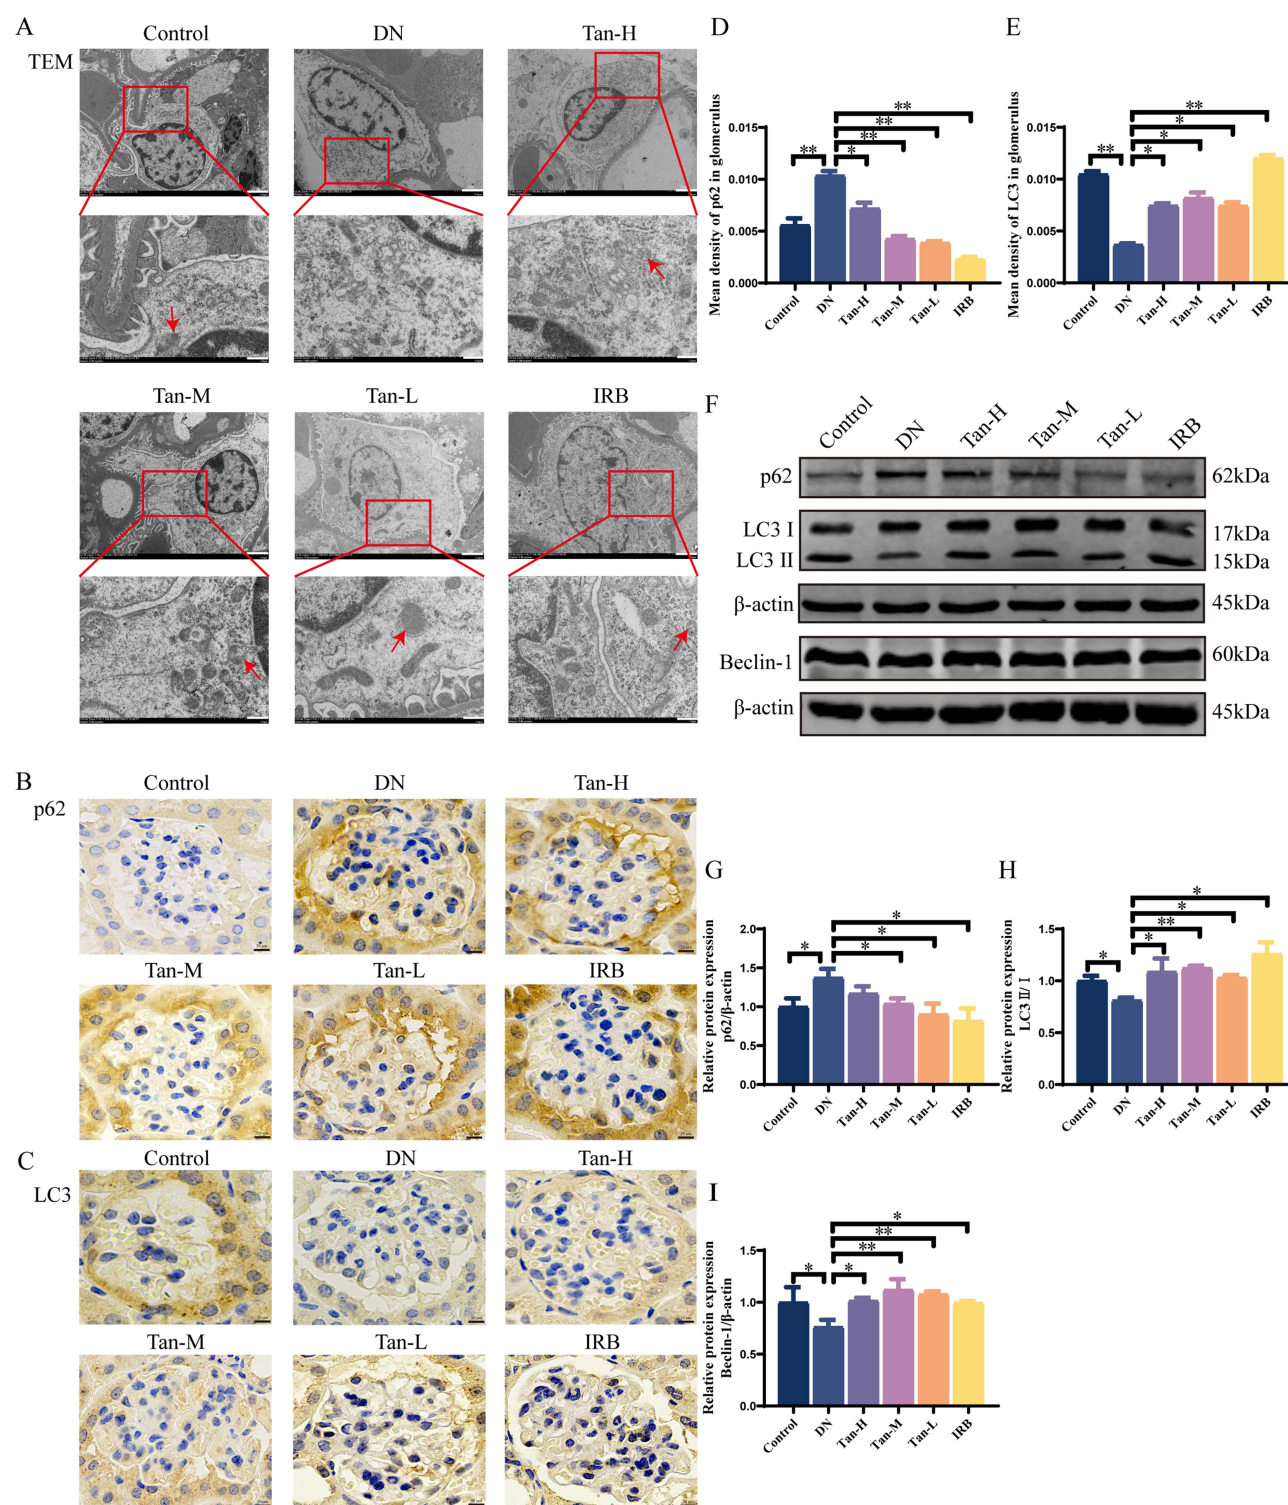 A
Control
DN
Tan-H
TEM
Tan-M
Tan-L
IRB
B
Control
DN
Tan-H
p62
Tan-M
Tan-L
IRB
C
Control
DN
Tan-H
LC3
Tan-M
Tan-L
IRB
D
Mean density of p62 in glomerulus
0.015
0.010
0.005
0.000
** ** ** ** *
Control DN Tan-H Tan-M Tan-L IRB
E
Mean density of LC3 in glomerulus
0.015
0.010
0.005
0.000
** * * ** *
Control DN Tan-H Tan-M Tan-L IRB
F
Control DN Tan-H Tan-M Tan-L IRB
p62 62kDa
LC3 I 17kDa
LC3 II 15kDa
β-actin 45kDa
Beclin-1 60kDa
β-actin 45kDa
G
Relative protein expression
p62/β-actin
2.0
1.5
1.0
0.5
0.0
* * * *
Control DN Tan-H Tan-M Tan-L IRB
H
Relative protein expression
LC3 II/ I
1.5
1.0
0.5
0.0
* * ** * *
Control DN Tan-H Tan-M Tan-L IRB
I
Relative protein expression
Beclin-1/β-actin
1.5
1.0
0.5
0.0
* ** ** * *
Control DN Tan-H Tan-M Tan-L IRB